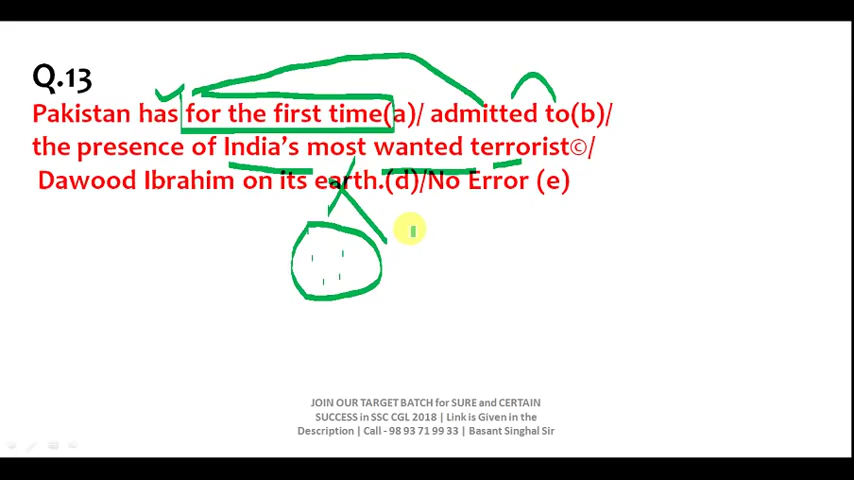 Q.13
Pakistan has for the first time(a)/ admitted to(b)/
the presence of India's most wanted terrorist©/
Dawood Ibrahim on its earth.(d)/No Error (e)
JOIN OUR TARGET BATCH for SURE and CERTAIN
SUCCESS in SSC CGL 2018 | Link is Given in the
Description | Call - 98 93 71 99 33 | Basant Singhal Sir